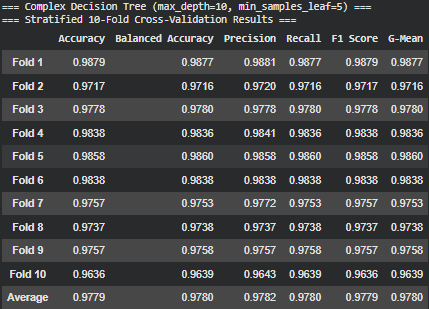 === Complex Decision Tree (max_depth=10, min_samples_leaf=5) ===
=== Stratified 10-Fold Cross-Validation Results ===
Accuracy Balanced Accuracy Precision Recall F1 Score G-Mean
Fold 1 0.9879 0.9877 0.9881 0.9877 0.9879 0.9877
Fold 2 0.9717 0.9716 0.9720 0.9716 0.9717 0.9716
Fold 3 0.9778 0.9780 0.9778 0.9780 0.9778 0.9780
Fold 4 0.9838 0.9836 0.9841 0.9836 0.9838 0.9836
Fold 5 0.9858 0.9860 0.9858 0.9860 0.9858 0.9860
Fold 6 0.9838 0.9838 0.9838 0.9838 0.9838 0.9838
Fold 7 0.9757 0.9753 0.9772 0.9753 0.9757 0.9753
Fold 8 0.9737 0.9738 0.9737 0.9738 0.9737 0.9738
Fold 9 0.9757 0.9758 0.9757 0.9758 0.9757 0.9758
Fold 10 0.9636 0.9639 0.9643 0.9639 0.9636 0.9639
Average 0.9779 0.9780 0.9782 0.9780 0.9779 0.9780